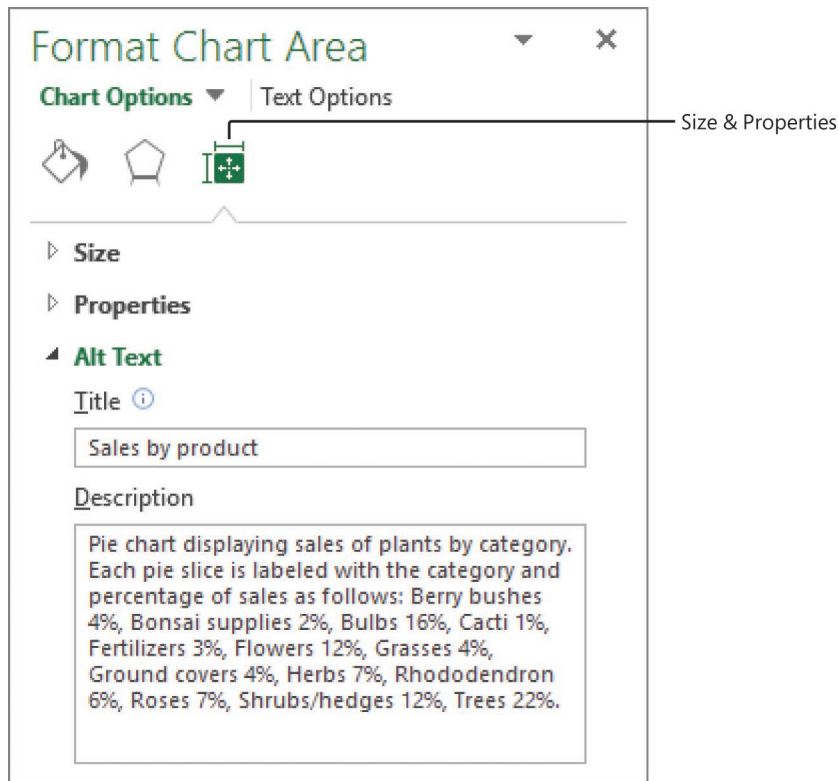 Format Chart Area
Chart Options
Text Options
Size & Properties
Size
Properties
Alt Text
Title
Sales by product
Description
Pie chart displaying sales of plants by category.
Each pie slice is labeled with the category and
percentage of sales as follows: Berry bushes
4%, Bonsai supplies 2%, Bulbs 16%, Cacti 1%,
Fertilizers 3%, Flowers 12%, Grasses 4%,
Ground covers 4%, Herbs 7%, Rhododendron
6%, Roses 7%, Shrubs/hedges 12%, Trees 22%.